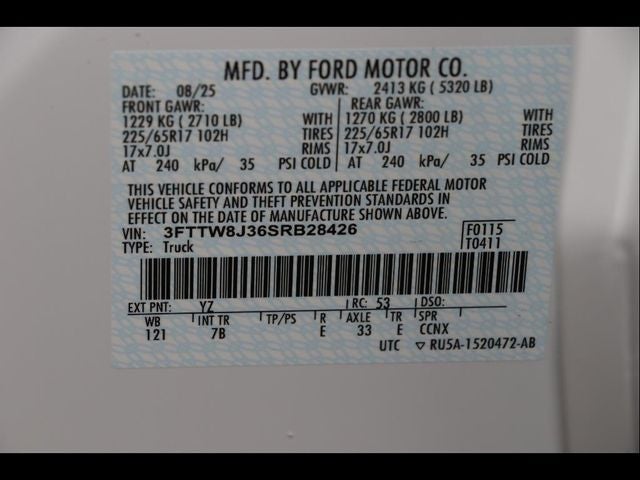 MFD. BY FORD MOTOR CO.
DATE: 08/25 GVWR: 2413 KG ( 5320 LB)
FRONT GAWR: REAR GAWR:
1229 KG ( 2710 LB) WITH 1270 KG ( 2800 LB) WITH
225/65R17 102H TIRES 225/65R17 102H TIRES
17x7.0J RIMS 17x7.0J RIMS
AT 240 kPa/ 35 PSI COLD AT 240 kPa/ 35 PSI COLD
THIS VEHICLE CONFORMS TO ALL APPLICABLE FEDERAL MOTOR
VEHICLE SAFETY AND THEFT PREVENTION STANDARDS IN
EFFECT ON THE DATE OF MANUFACTURE SHOWN ABOVE.
VIN: 3FTTW8J36SRB28426 F0115
TYPE: Truck T0411
EXT PNT: YZ RC: 53 DSO:
WB INT TR TP/PS R AXLE TR SPR
121 7B E 33 E CCNX
UTC ▽ RU5A-1520472-AB